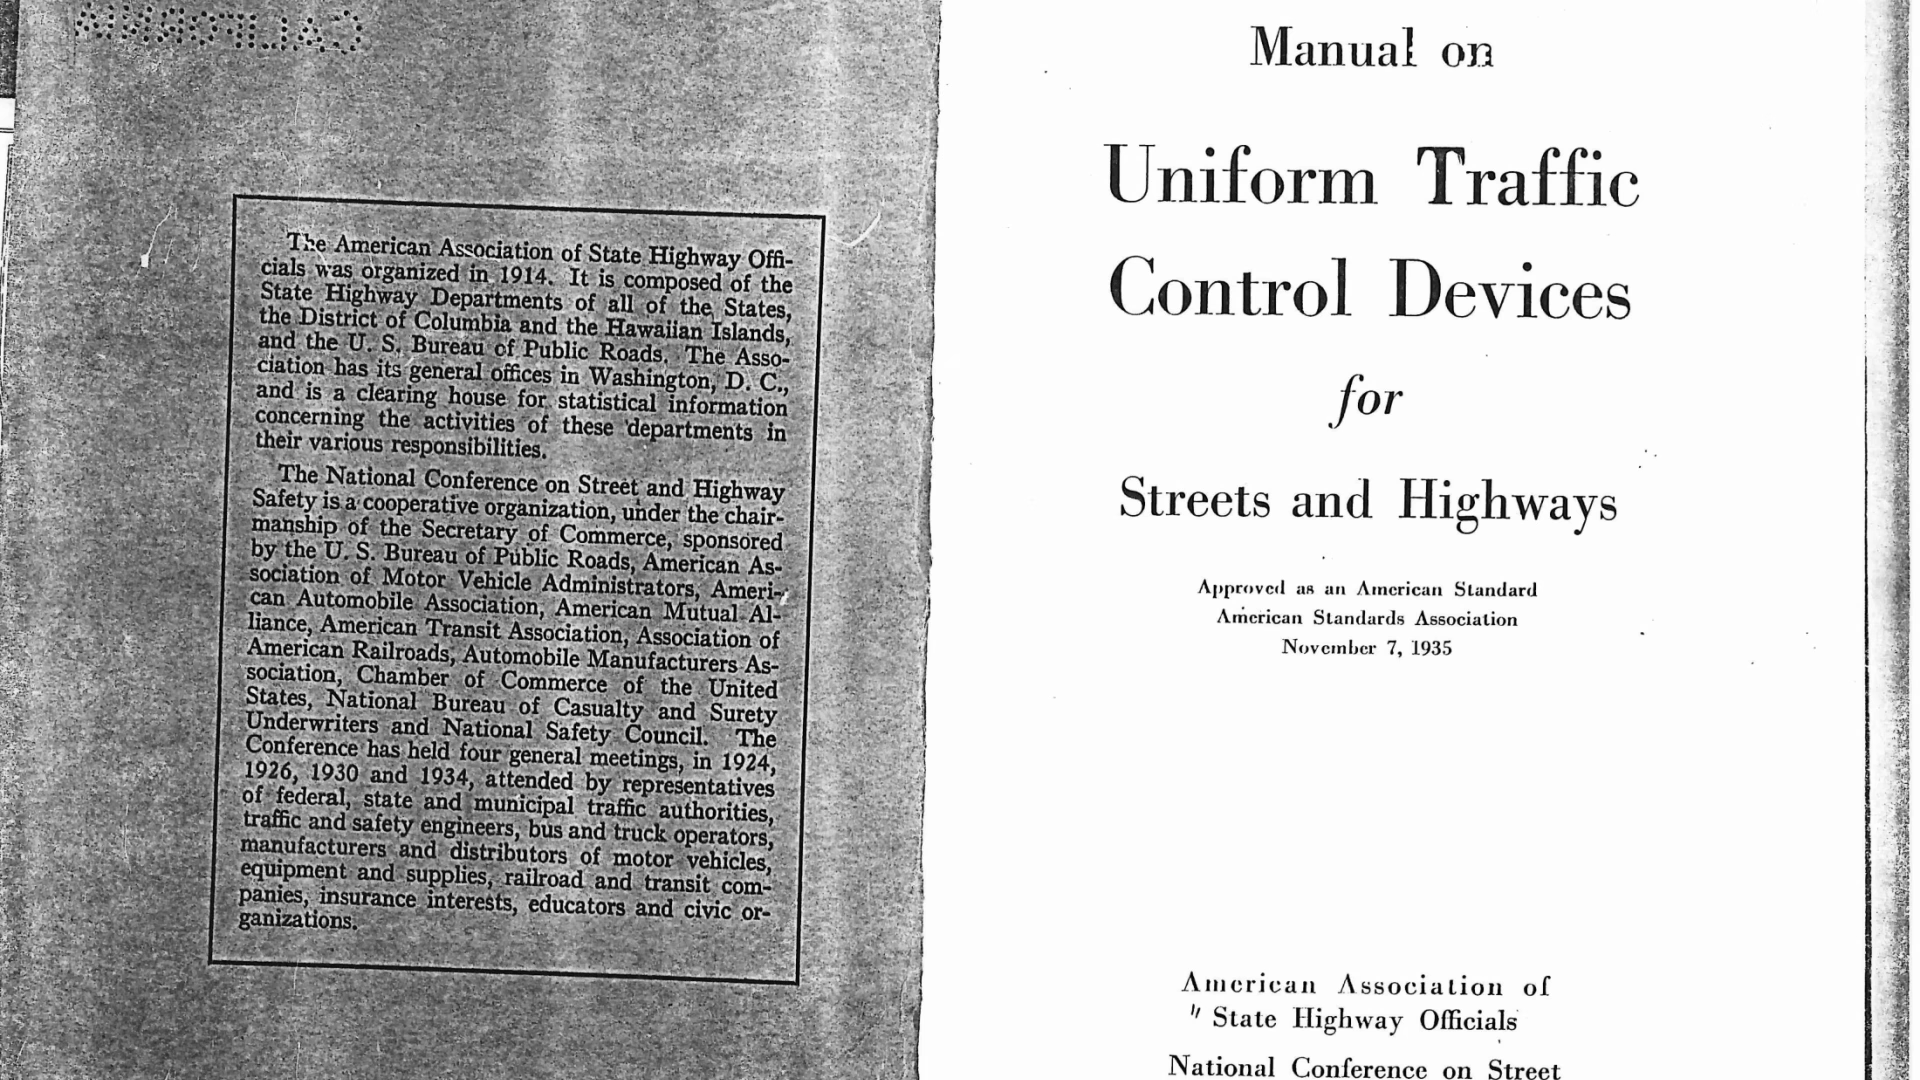 CALIFORNIA
The American Association of State Highway Offi-
cials was organized in 1914. It is composed of the
State Highway Departments of all of the States,
the District of Columbia and the Hawaiian Islands,
and the U. S. Bureau of Public Roads. The Asso-
ciation has its general offices in Washington, D. C.,
and is a clearing house for statistical information
concerning the activities of these departments in
their various responsibilities.
The National Conference on Street and Highway
Safety is a cooperative organization, under the chair-
manship of the Secretary of Commerce, sponsored
by the U. S. Bureau of Public Roads, American As-
sociation of Motor Vehicle Administrators, Ameri-
can Automobile Association, American Mutual Al-
liance, American Transit Association, Association of
American Railroads, Automobile Manufacturers As-
sociation, Chamber of Commerce of the United
States, National Bureau of Casualty and Surety
Underwriters and National Safety Council. The
Conference has held four general meetings, in 1924,
1926, 1930 and 1934, attended by representatives
of federal, state and municipal traffic authorities,
traffic and safety engineers, bus and truck operators,
manufacturers and distributors of motor vehicles,
equipment and supplies, railroad and transit com-
panies, insurance interests, educators and civic or-
ganizations.
Manual on
Uniform Traffic
Control Devices
for
Streets and Highways
Approved as an American Standard
American Standards Association
November 7, 1935
American Association of
State Highway Officials
National Conference on Street